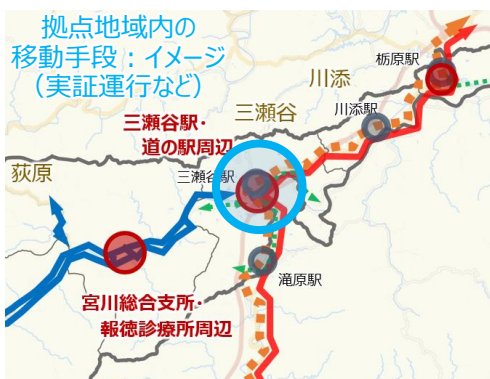 拠点地域内の
移動手段：イメージ
（実証運行など）
栃原駅
川添
川添駅
三瀬谷
三瀬谷駅・
道の駅周辺
三瀬谷駅
荻原
滝原駅
宮川総合支所・
報徳診療所周辺